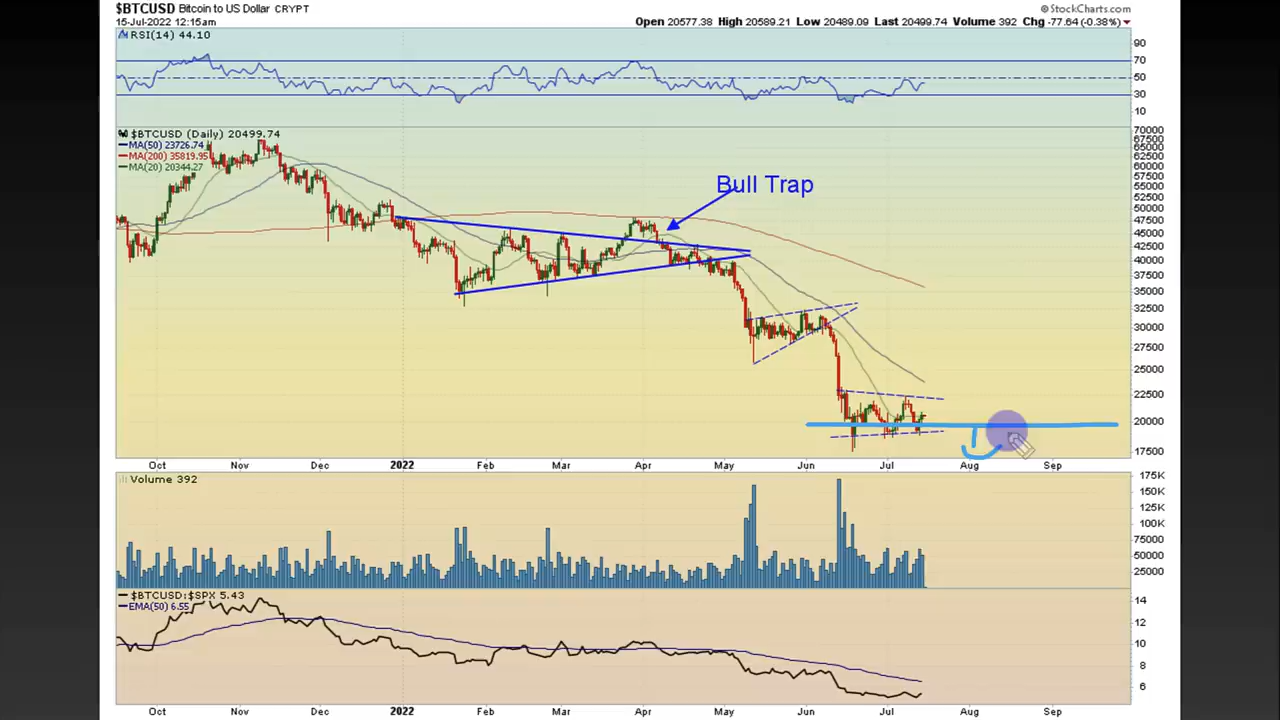 $BTCUSD Bitcoin to US Dollar CRYPT © StockCharts.com
15-Jul-2022 12:15am Open 20577.38 High 20589.21 Low 20489.09 Last 20499.74 Volume 392 Chg -77.64 (-0.38%)
RSI(14) 44.10
90
70
50
30
10
$BTCUSD (Daily) 20499.74
MA(50) 23726.74
MA(200) 35819.95
MA(20) 20344.27
Bull Trap
70000
67500
65000
62500
60000
57500
55000
52500
50000
47500
45000
42500
40000
37500
35000
32500
30000
27500
25000
22500
20000
17500
Oct Nov Dec 2022 Feb Mar Apr May Jun Jul Aug Sep
Volume 392
175K
150K
125K
100K
75000
50000
25000
$BTCUSD:$SPX 5.43
EMA(50) 6.55
14
12
10
8
6
Oct Nov Dec 2022 Feb Mar Apr May Jun Jul Aug Sep